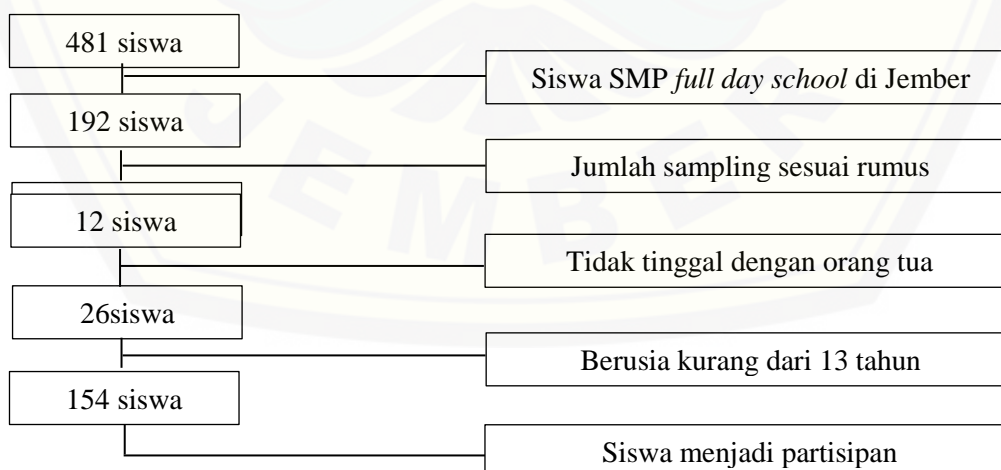 481 siswa
Siswa SMP full day school di Jember
192 siswa
Jumlah sampling sesuai rumus
12 siswa
Tidak tinggal dengan orang tua
26siswa
Berusia kurang dari 13 tahun
154 siswa
Siswa menjadi partisipan
JEMBER